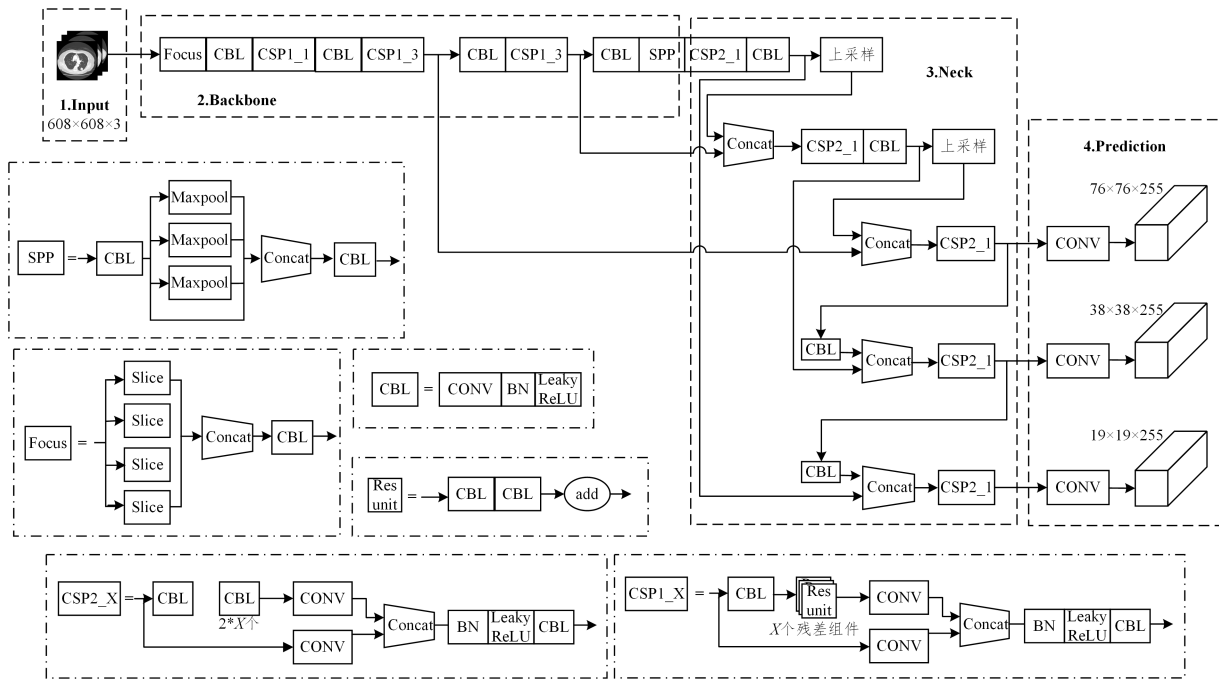 1.Input
608×608×3
Focus CBL CSP1_1 CBL CSP1_3
CBL CSP1_3
CBL SPP CSP2_1 CBL
上采样
2.Backbone
3.Neck
Concat
CSP2_1 CBL
上采样
Concat
CSP2_1
CBL
Concat
CSP2_1
CBL
Concat
CSP2_1
4.Prediction
76×76×255
CONV
38×38×255
CONV
19×19×255
CONV
SPP = CBL
Maxpool
Maxpool
Maxpool
Concat
CBL
Focus =
Slice
Slice
Slice
Slice
Concat
CBL
CBL = CONV BN Leaky
ReLU
Res
unit
= CBL CBL add
CSP2_X = CBL
CBL
2*X个
CONV
CONV
Concat
BN
Leaky
ReLU
CBL
CSP1_X = CBL
Res
unit
X个残差组件
CONV
CONV
Concat
BN
Leaky
ReLU
CBL